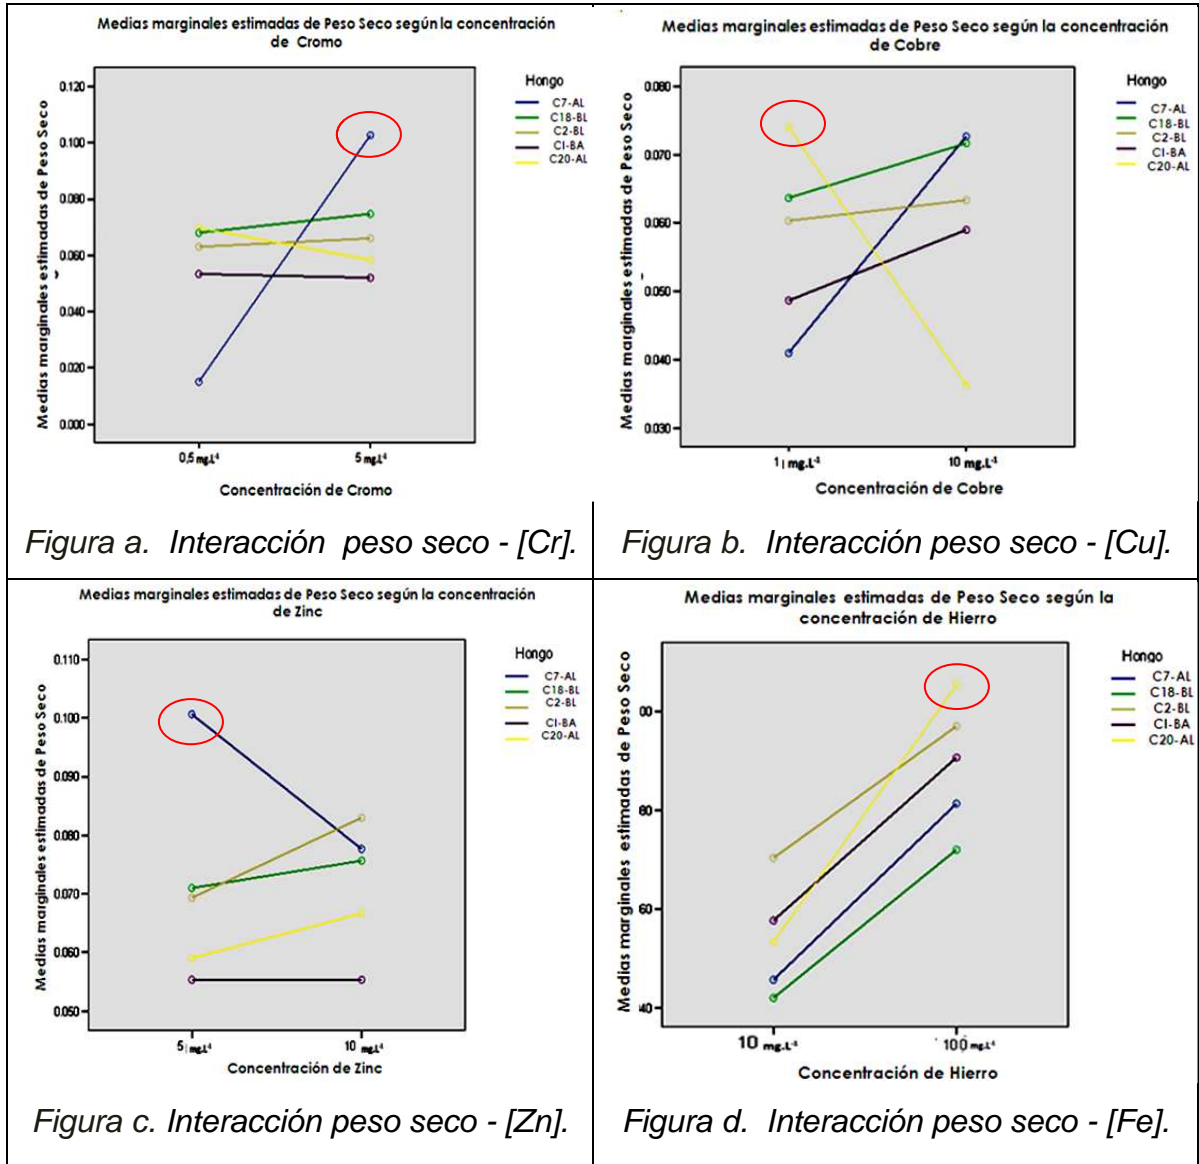 Medias marginales estimadas de Peso Seco según la concentración
de Cromo
Medias marginales estimadas de Peso Seco
0.120
0.100
0.080
0.060
0.040
0.020
0.000
0,5 mg.L⁻¹
5 mg.L⁻¹
Concentración de Cromo
Hongo
C7-AL
C18-BL
C2-BL
CI-BA
C20-AL
Figura a. Interacción peso seco - [Cr].
Medias marginales estimadas de Peso Seco según la concentración
de Cobre
Medias marginales estimadas de Peso Seco
0.080
0.070
0.060
0.050
0.040
0.030
1 mg.L⁻¹
10 mg.L⁻¹
Concentración de Cobre
Hongo
C7-AL
C18-BL
C2-BL
CI-BA
C20-AL
Figura b. Interacción peso seco - [Cu].
Medias marginales estimadas de Peso Seco según la concentración
de Zinc
Medias marginales estimadas de Peso Seco
0.110
0.100
0.090
0.080
0.070
0.060
0.050
5 mg.L⁻¹
10 mg.L⁻¹
Concentración de Zinc
Hongo
C7-AL
C18-BL
C2-BL
CI-BA
C20-AL
Figura c. Interacción peso seco - [Zn].
Medias marginales estimadas de Peso Seco según la
concentración de Hierro
Medias marginales estimadas de Peso Seco
00
80
60
40
10 mg.L⁻¹
100 mg.L⁻¹
Concentración de Hierro
Hongo
C7-AL
C18-BL
C2-BL
CI-BA
C20-AL
Figura d. Interacción peso seco - [Fe].